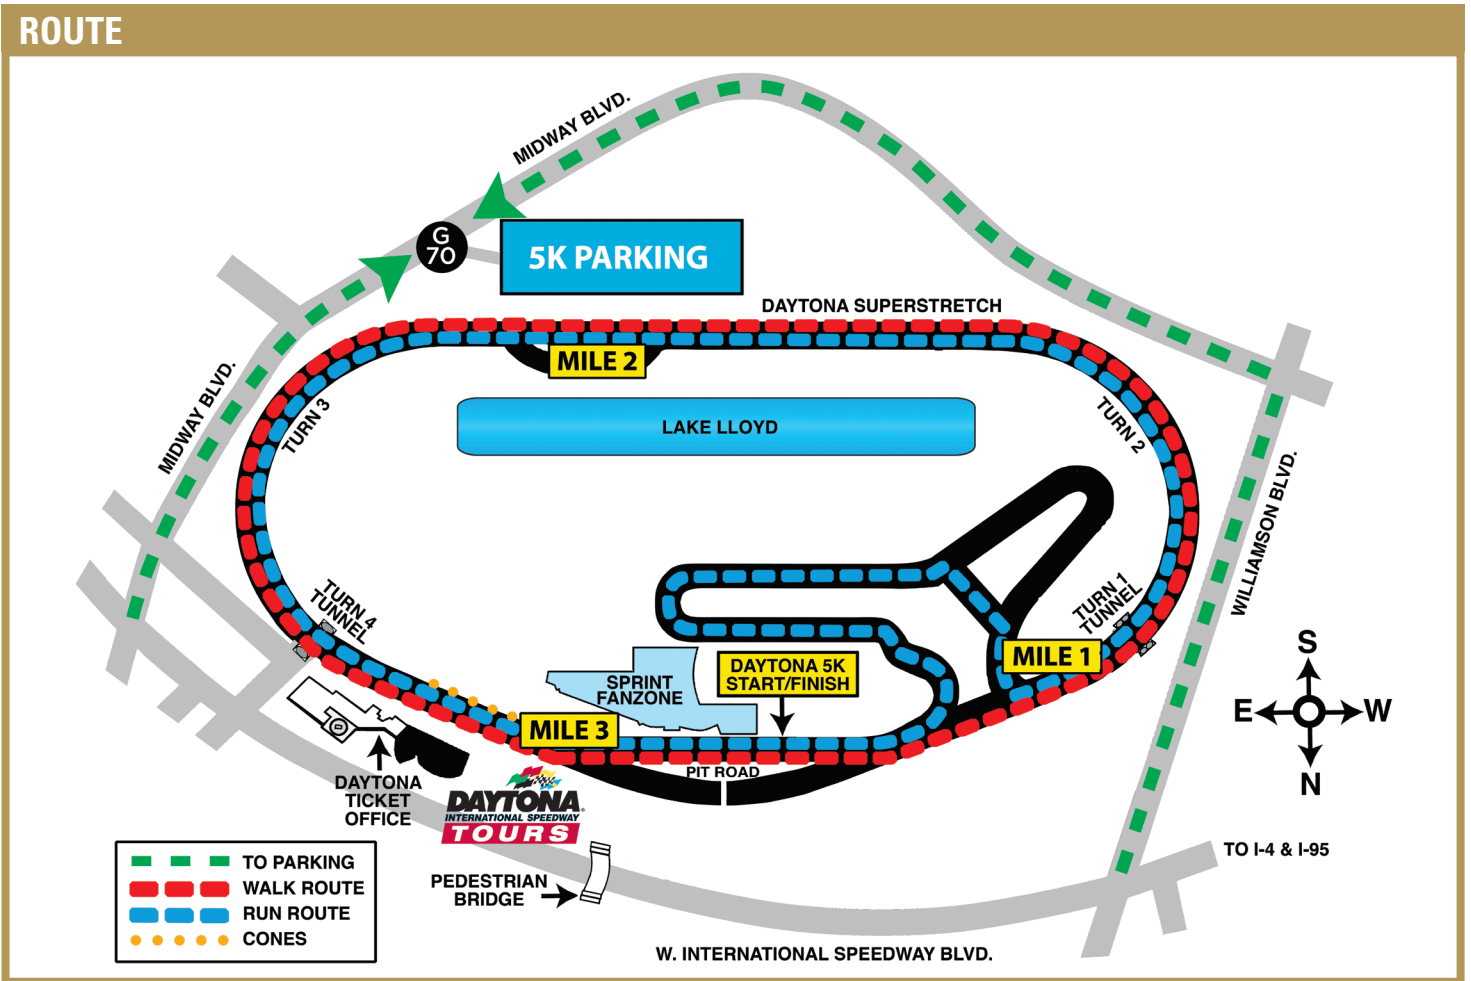 ROUTE
MIDWAY BLVD.
G
70
5K PARKING
DAYTONA SUPERSTRETCH
MILE 2
MIDWAY BLVD.
TURN 3
LAKE LLOYD
TURN 2
WILLIAMSON BLVD.
TURN 4
TUNNEL
TURN 1
TUNNEL
MILE 1
SPRINT
FANZONE
DAYTONA 5K
START/FINISH
S
E
W
N
MILE 3
PIT ROAD
DAYTONA
TICKET
OFFICE
DAYTONA
INTERNATIONAL SPEEDWAY
TOURS
TO I-4 & I-95
PEDESTRIAN
BRIDGE
TO PARKING
WALK ROUTE
RUN ROUTE
CONES
W. INTERNATIONAL SPEEDWAY BLVD.